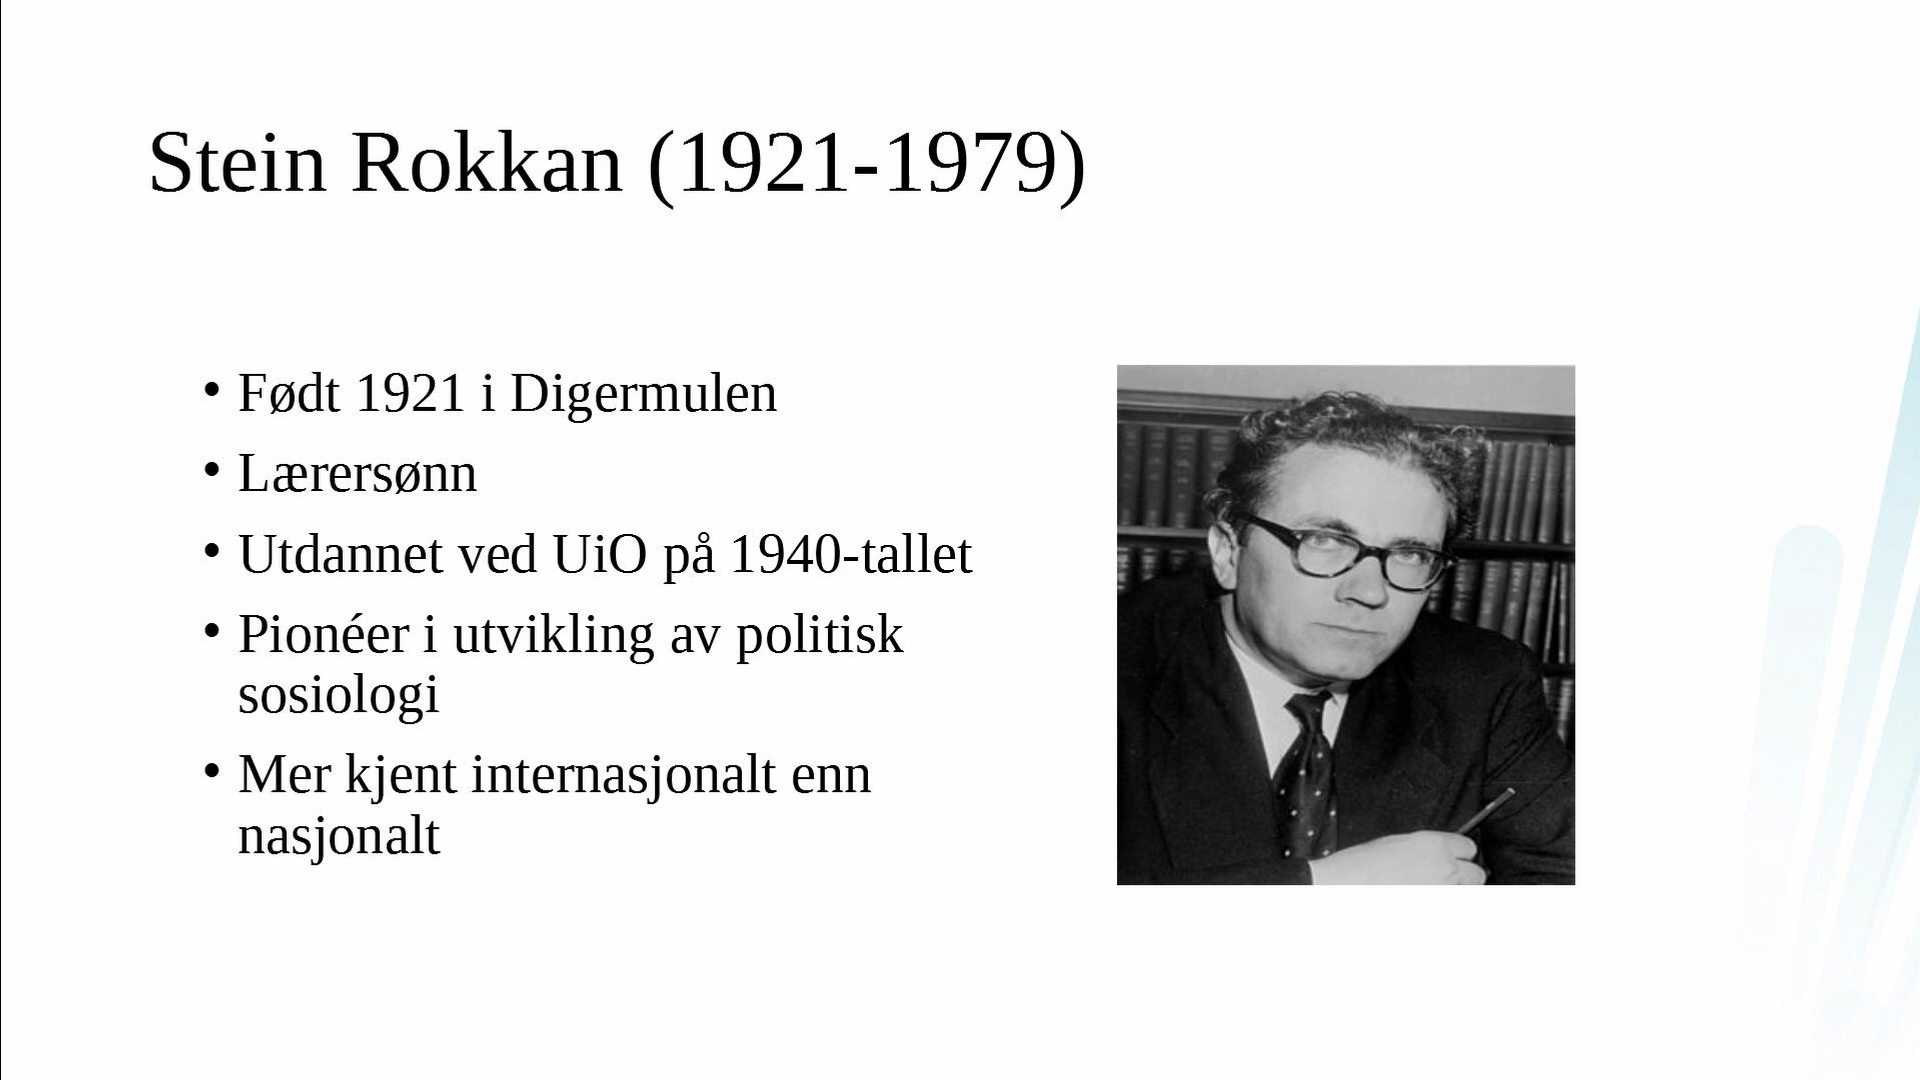 Stein Rokkan (1921-1979)
• Født 1921 i Digermulen
• Lærersønn
• Utdannet ved UiO på 1940-tallet
• Pionéer i utvikling av politisk
sosiologi
• Mer kjent internasjonalt enn
nasjonalt